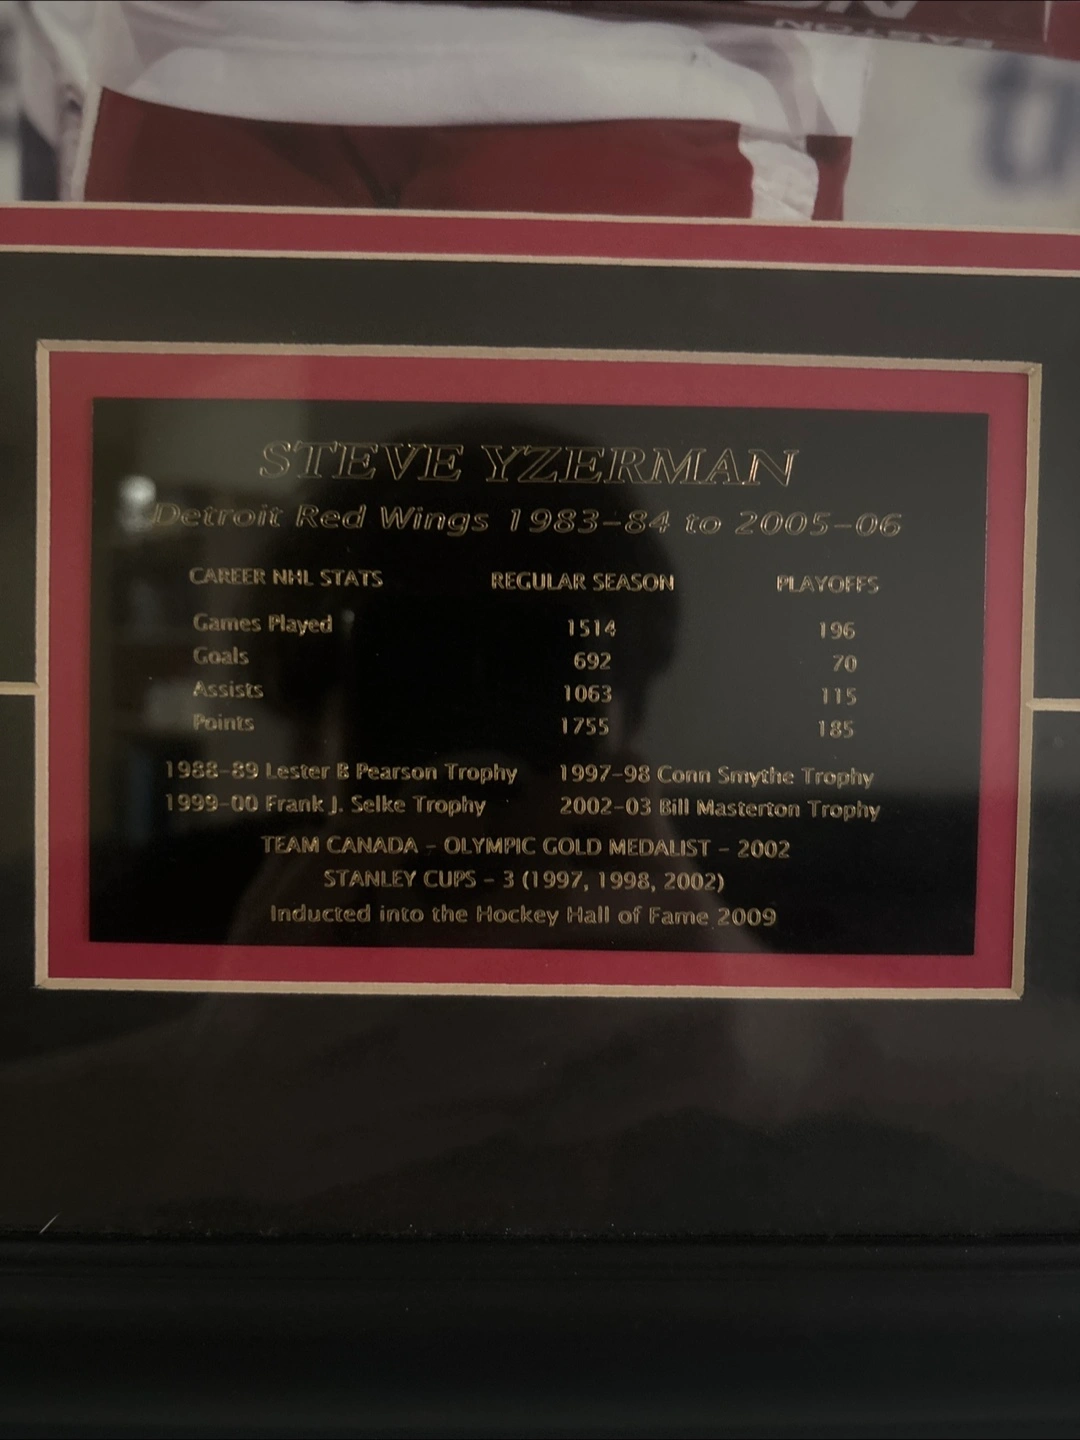 EASTON
STEVE YZERMAN
Detroit Red Wings 1983-84 to 2005-06
CAREER NHL STATS REGULAR SEASON PLAYOFFS
Games Played 1514 196
Goals 692 70
Assists 1063 115
Points 1755 185
1988-89 Lester B Pearson Trophy 1997-98 Conn Smythe Trophy
1999-00 Frank J. Selke Trophy 2002-03 Bill Masterton Trophy
TEAM CANADA - OLYMPIC GOLD MEDALIST - 2002
STANLEY CUPS - 3 (1997, 1998, 2002)
Inducted into the Hockey Hall of Fame 2009